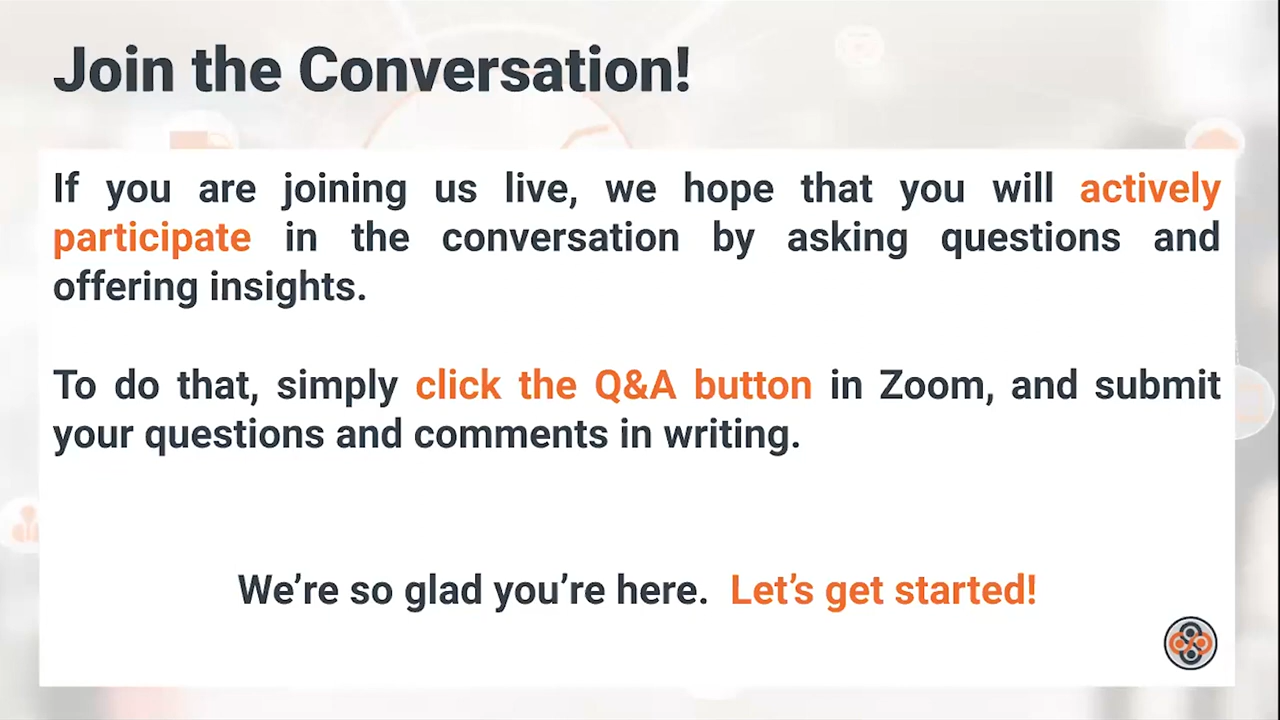 Join the Conversation!
If you are joining us live, we hope that you will actively
participate in the conversation by asking questions and
offering insights.
To do that, simply click the Q&A button in Zoom, and submit
your questions and comments in writing.
We’re so glad you’re here. Let’s get started!